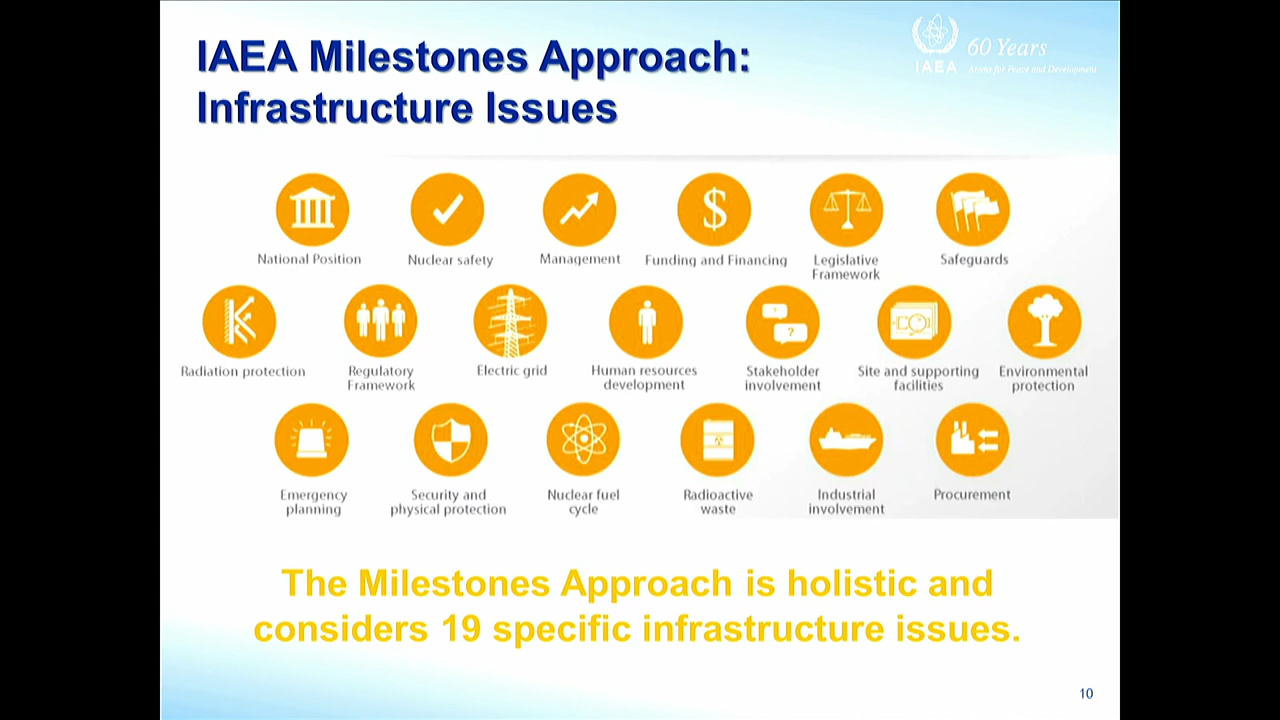 IAEA Milestones Approach:
Infrastructure Issues
IAEA
60 Years
Atoms for Peace and Development
National Position
Nuclear safety
Management
Funding and Financing
Legislative
Framework
Safeguards
Radiation protection
Regulatory
Framework
Electric grid
Human resources
development
Stakeholder
involvement
Site and supporting
facilities
Environmental
protection
Emergency
planning
Security and
physical protection
Nuclear fuel
cycle
Radioactive
waste
Industrial
involvement
Procurement
The Milestones Approach is holistic and
considers 19 specific infrastructure issues.
10